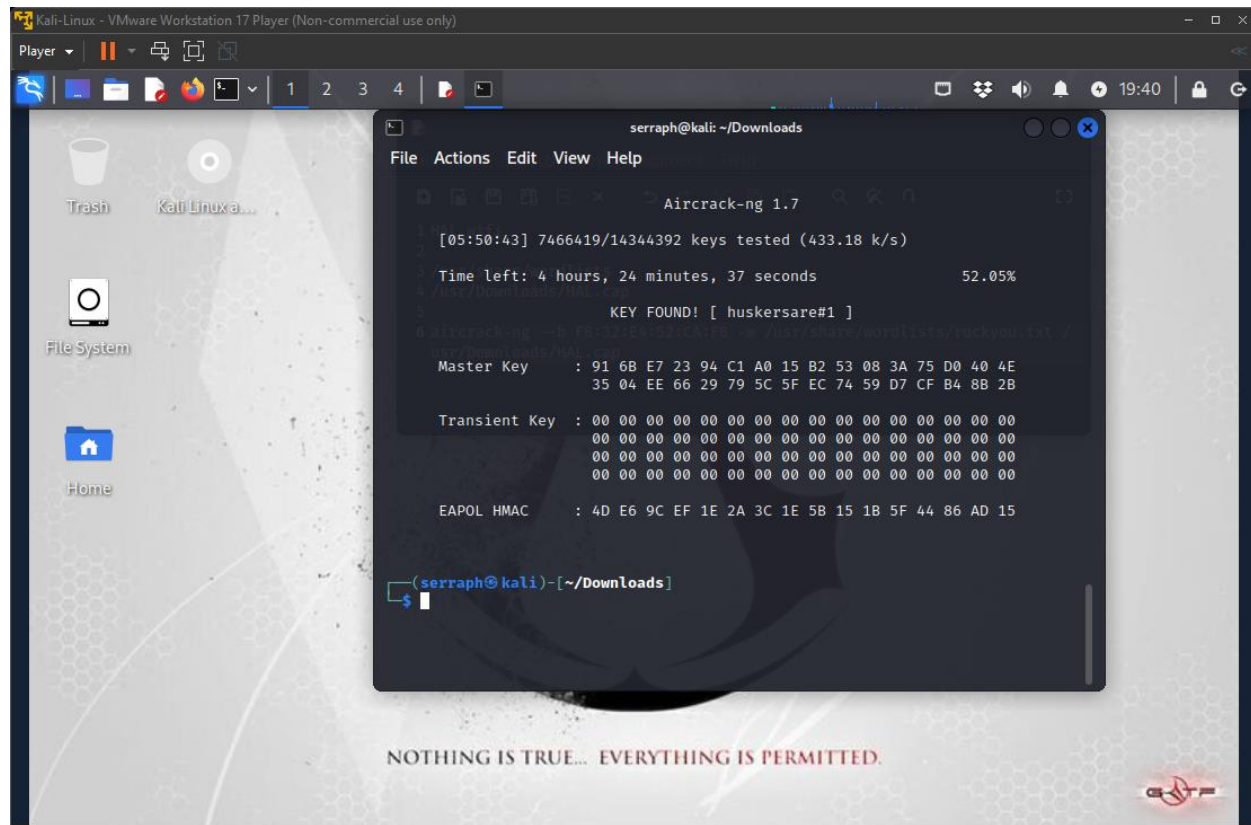 Kali-Linux - VMware Workstation 17 Player (Non-commercial use only)
Player
1 2 3 4
19:40
serraph@kali: ~/Downloads
File Actions Edit View Help
Trash
Kali Linux a...
File System
Home
Aircrack-ng 1.7
[05:50:43] 7466419/14344392 keys tested (433.18 k/s)
Time left: 4 hours, 24 minutes, 37 seconds 52.05%
KEY FOUND! [ huskersare#1 ]
Master Key : 91 6B E7 23 94 C1 A0 15 B2 53 08 3A 75 D0 40 4E
35 04 EE 66 29 79 5C 5F EC 74 59 D7 CF B4 8B 2B
Transient Key : 00 00 00 00 00 00 00 00 00 00 00 00 00 00 00 00
00 00 00 00 00 00 00 00 00 00 00 00 00 00 00 00
00 00 00 00 00 00 00 00 00 00 00 00 00 00 00 00
00 00 00 00 00 00 00 00 00 00 00 00 00 00 00 00
EAPOL HMAC : 4D E6 9C EF 1E 2A 3C 1E 5B 15 1B 5F 44 86 AD 15
(serraph㉿kali)-[~/Downloads]
$
NOTHING IS TRUE... EVERYTHING IS PERMITTED.